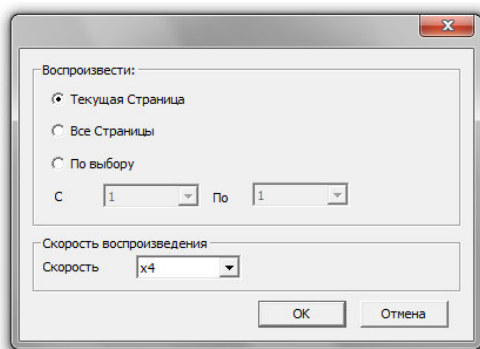 Воспроизвести:
Текущая Страница
Все Страницы
По выбору
С 1 По 1
Скорость воспроизведения
Скорость x4
OK Отмена